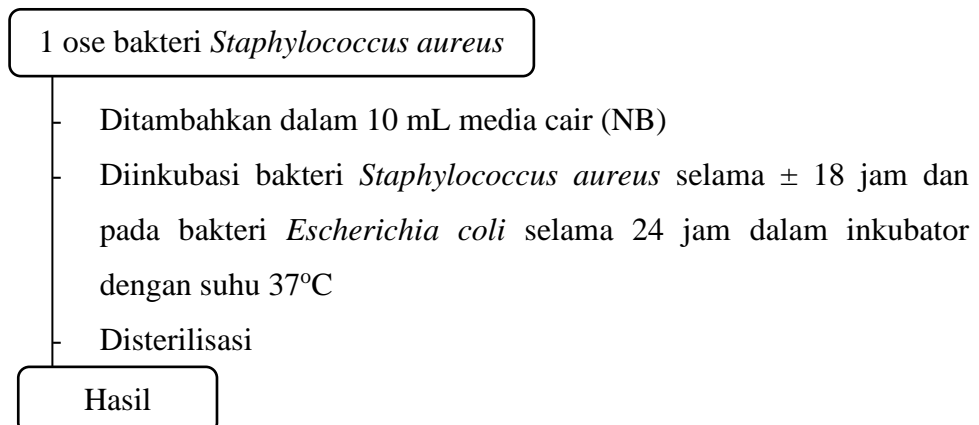 1 ose bakteri Staphylococcus aureus
- Ditambahkan dalam 10 mL media cair (NB)
- Diinkubasi bakteri Staphylococcus aureus selama ± 18 jam dan
pada bakteri Escherichia coli selama 24 jam dalam inkubator
dengan suhu 37°C
- Disterilisasi
Hasil